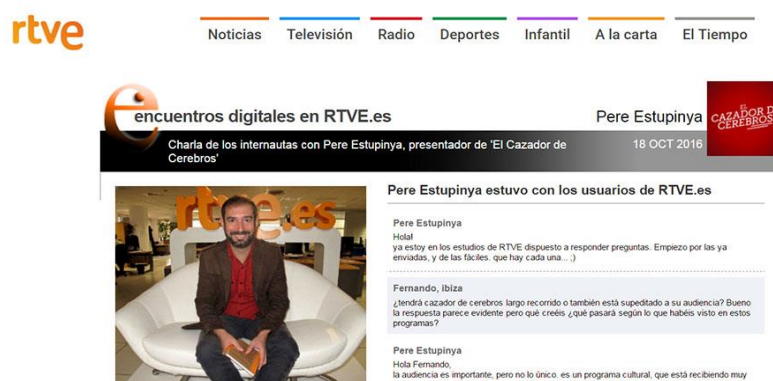 rtve
Noticias Televisión Radio Deportes Infantil A la carta El Tiempo
encuentros digitales en RTVE.es
Pere Estupinya
EL CAZADOR DE
CEREBROS
Charla de los internautas con Pere Estupinya, presentador de 'El Cazador de
Cerebros'
18 OCT 2016
rtve.es
Pere Estupinya estuvo con los usuarios de RTVE.es
Pere Estupinya
Hola!
ya estoy en los estudios de RTVE dispuesto a responder preguntas. Empiezo por las ya
enviadas, y de las fáciles. que hay cada una... ;)
Fernando, ibiza
¿tendrá cazador de cerebros largo recorrido o también está supeditado a su audiencia? Bueno
la respuesta parece evidente pero qué creéis ¿qué pasará según lo que habéis visto en estos
programas?
Pere Estupinya
Hola Fernando,
la audiencia es importante, pero no lo único. es un programa cultural, que está recibiendo muy